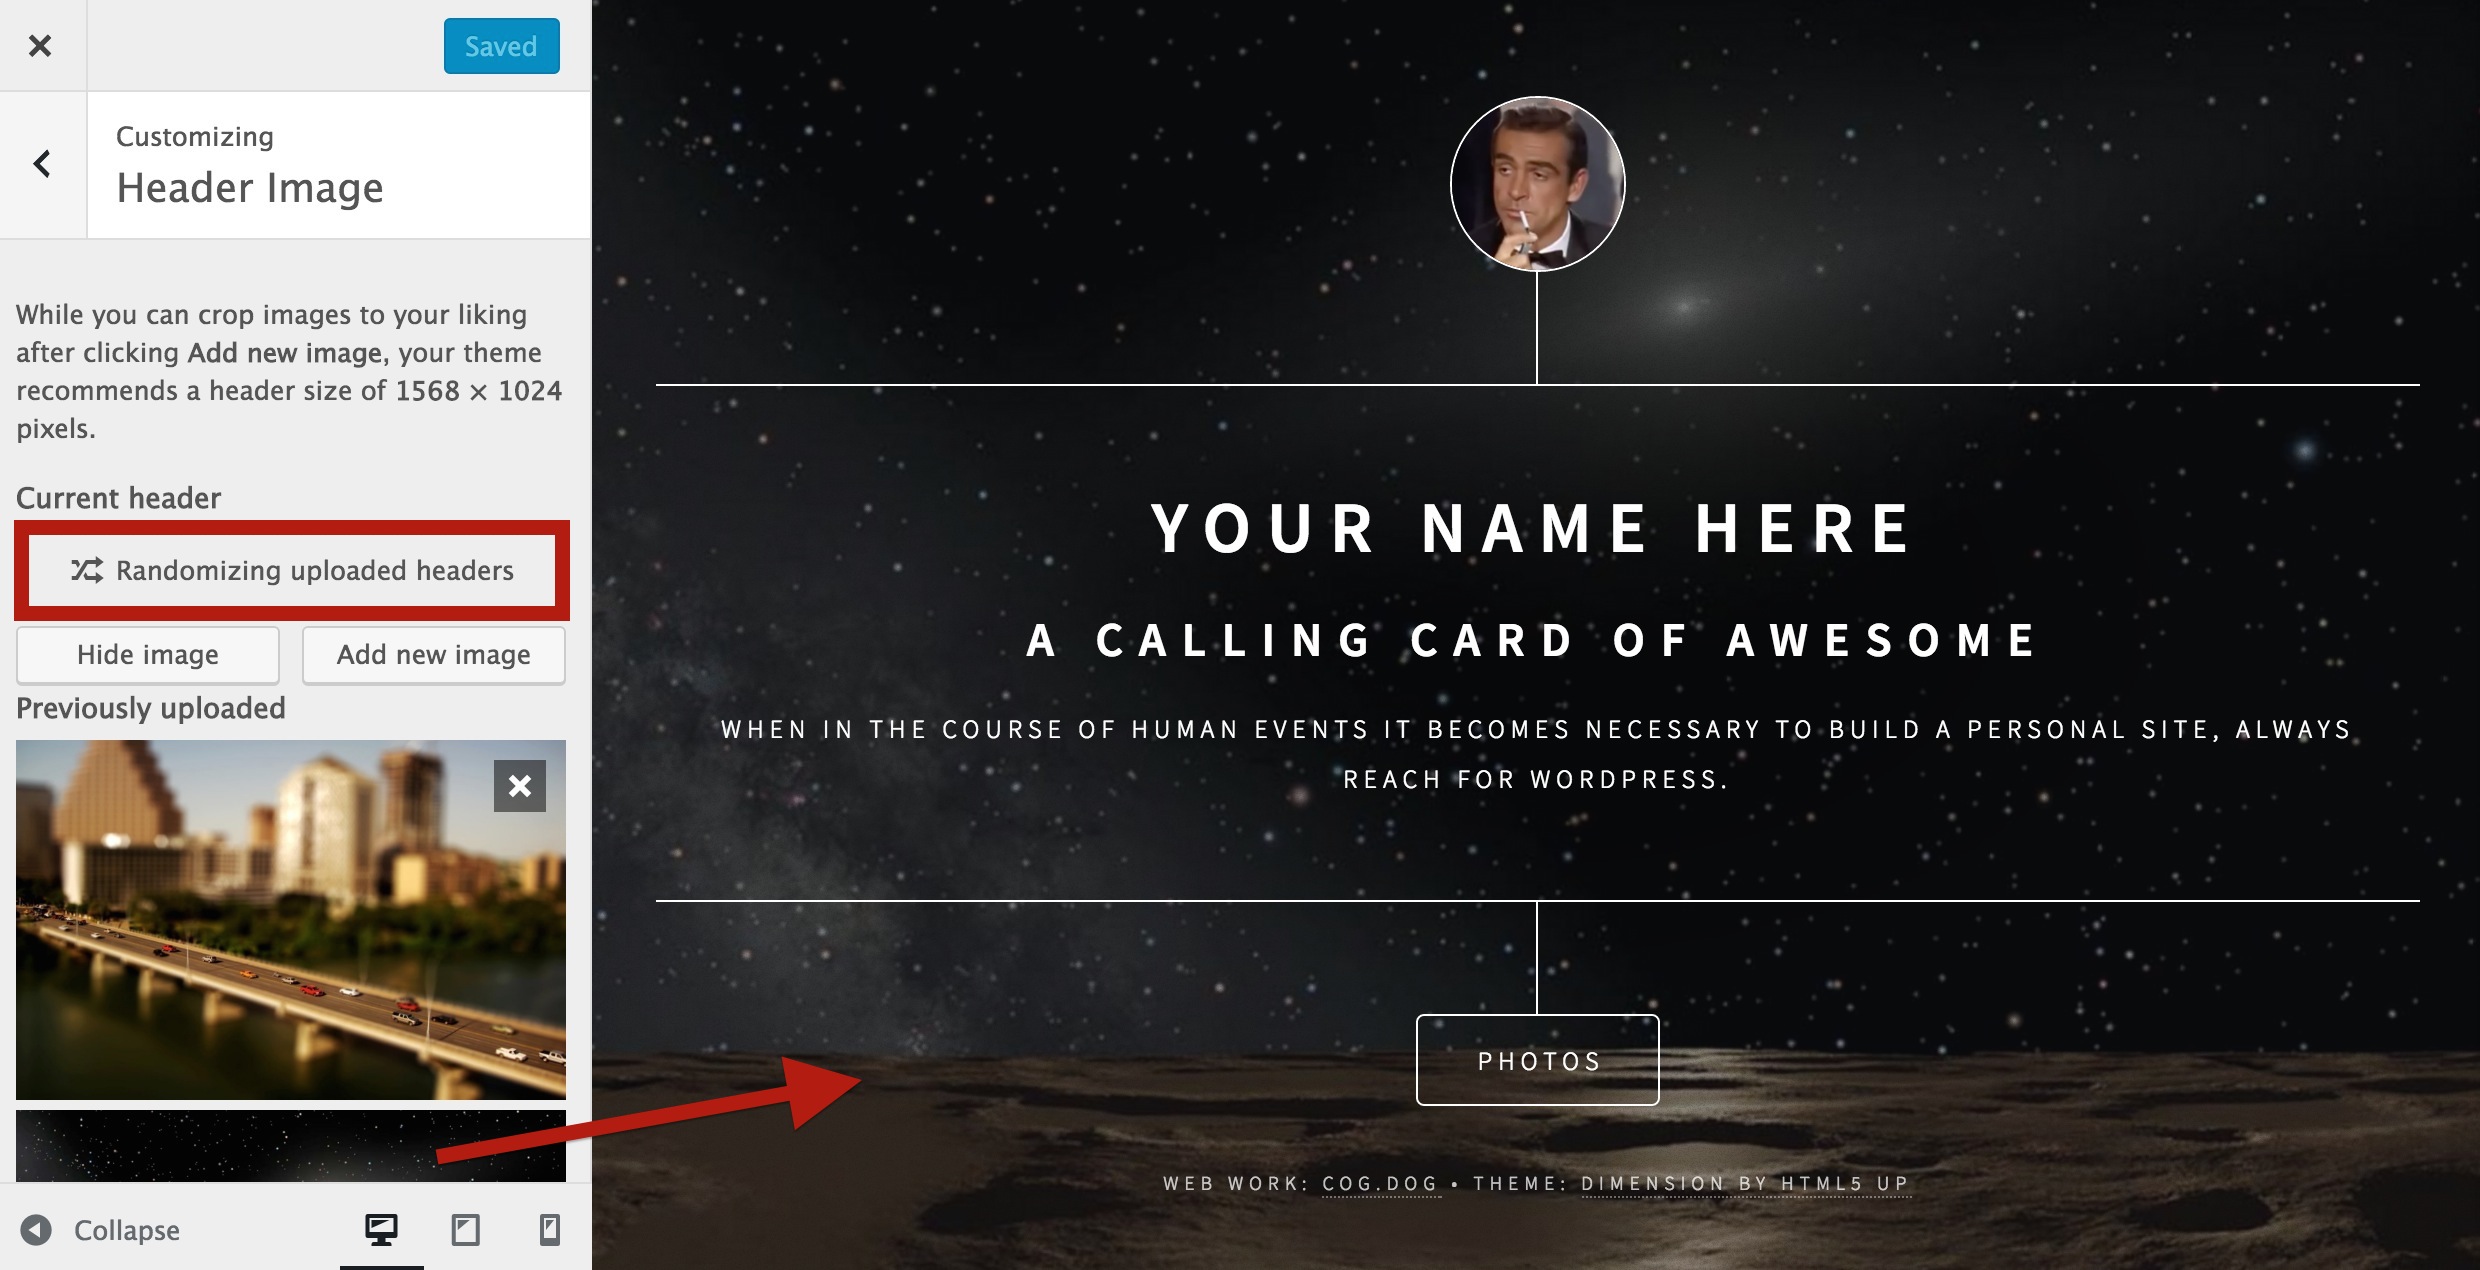 Saved
Customizing
Header Image
While you can crop images to your liking
after clicking Add new image, your theme
recommends a header size of 1568 × 1024
pixels.
Current header
Randomizing uploaded headers
Hide image
Add new image
Previously uploaded
Collapse
YOUR NAME HERE
A CALLING CARD OF AWESOME
WHEN IN THE COURSE OF HUMAN EVENTS IT BECOMES NECESSARY TO BUILD A PERSONAL SITE, ALWAYS
REACH FOR WORDPRESS.
PHOTOS
WEB WORK: COG.DOG • THEME: DIMENSION BY HTML5 UP